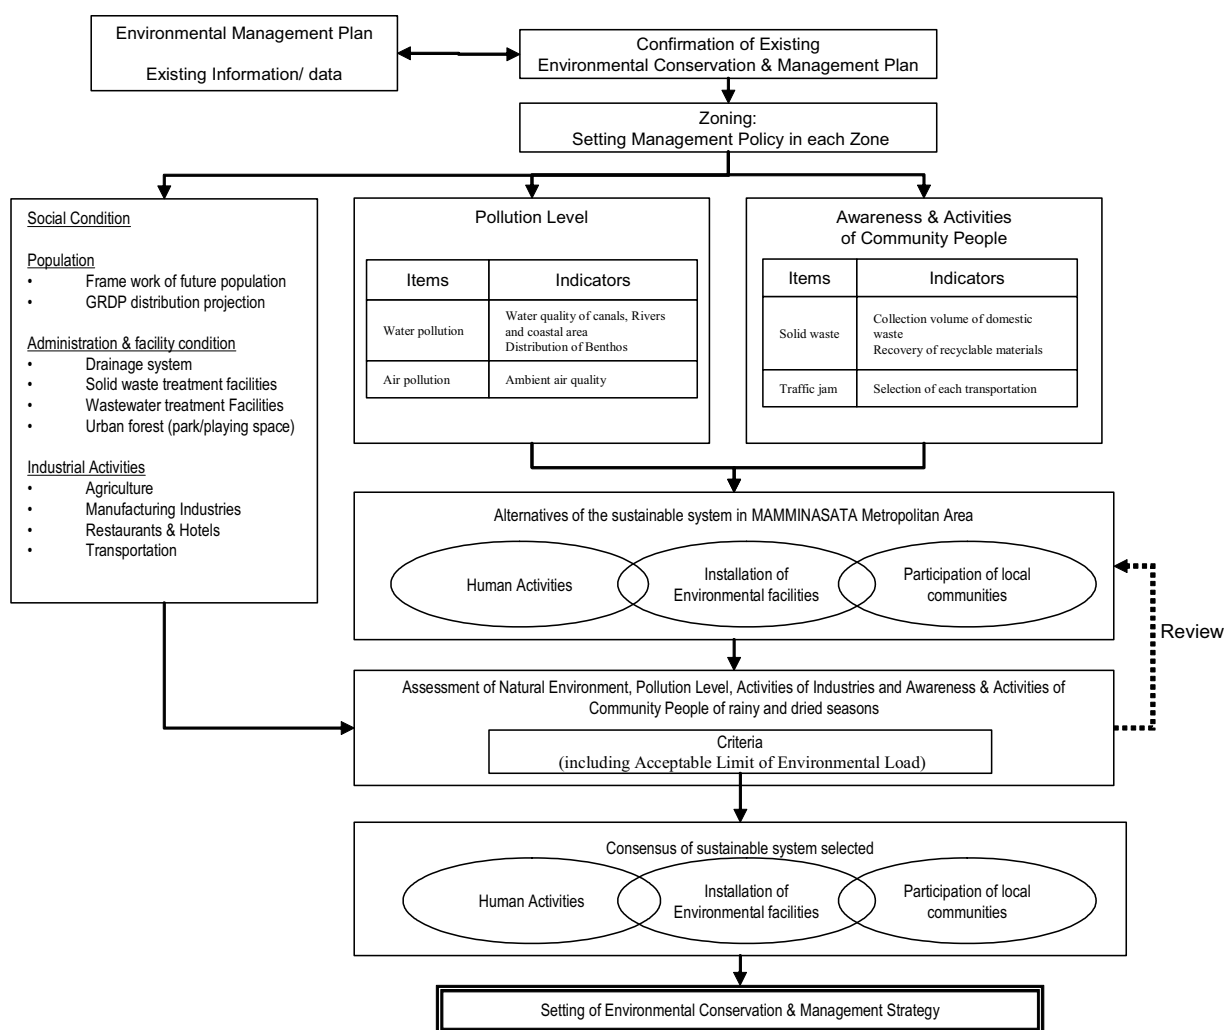 Environmental Management Plan
Existing Information/ data
Confirmation of Existing
Environmental Conservation & Management Plan
Zoning:
Setting Management Policy in each Zone
Social Condition
Population
• Frame work of future population
• GRDP distribution projection
Administration & facility condition
• Drainage system
• Solid waste treatment facilities
• Wastewater treatment Facilities
• Urban forest (park/playing space)
Industrial Activities
• Agriculture
• Manufacturing Industries
• Restaurants & Hotels
• Transportation
Pollution Level
Items Indicators
Water pollution
Water quality of canals, Rivers
and coastal area
Distribution of Benthos
Air pollution Ambient air quality
Awareness & Activities
of Community People
Items Indicators
Solid waste
Collection volume of domestic
waste
Recovery of recyclable materials
Traffic jam Selection of each transportation
Alternatives of the sustainable system in MAMMINASATA Metropolitan Area
Human Activities
Installation of
Environmental facilities
Participation of local
communities
Review
Assessment of Natural Environment, Pollution Level, Activities of Industries and Awareness & Activities of
Community People of rainy and dried seasons
Criteria
(including Acceptable Limit of Environmental Load)
Consensus of sustainable system selected
Human Activities
Installation of
Environmental facilities
Participation of local
communities
Setting of Environmental Conservation & Management Strategy